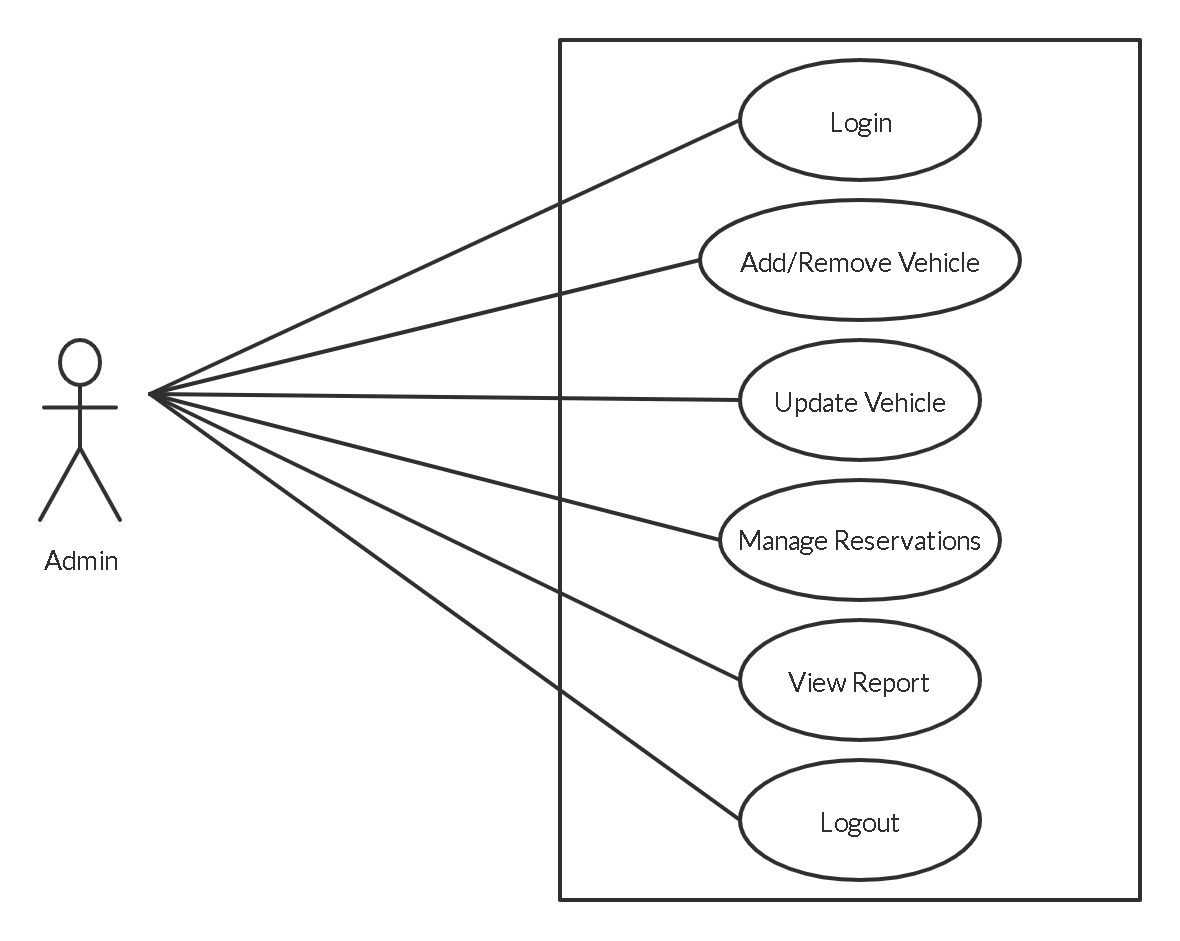 Login
Add/Remove Vehicle
Update Vehicle
Manage Reservations
Admin
View Report
Logout